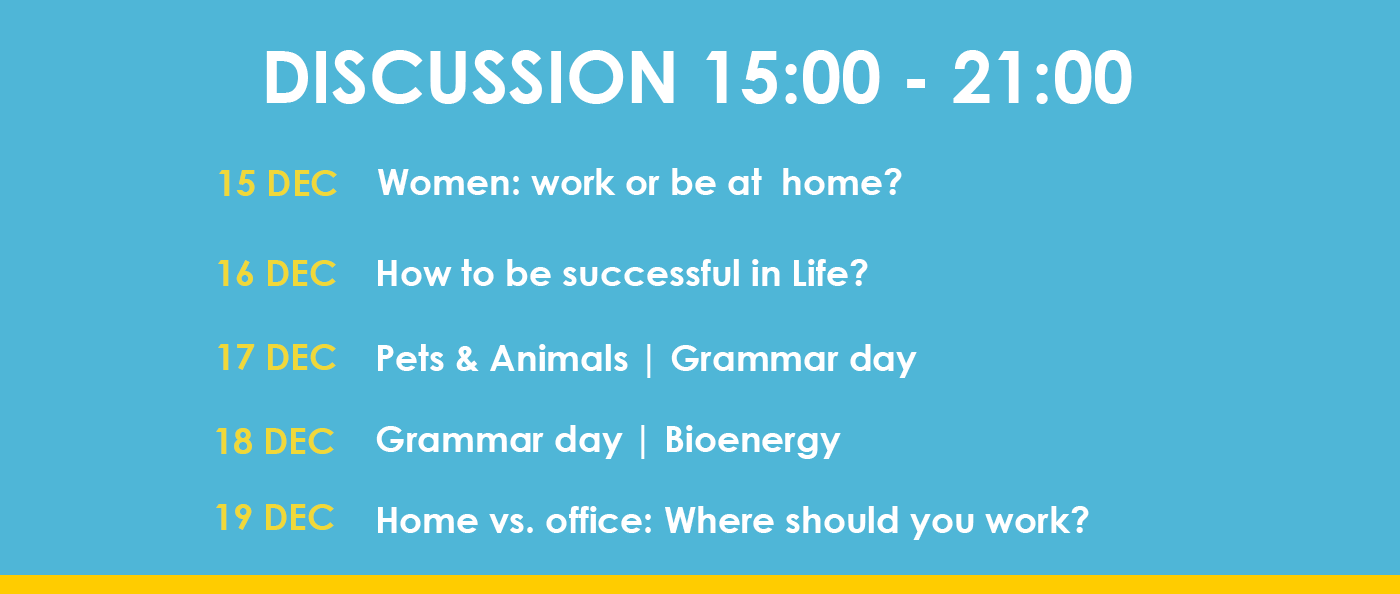 DISCUSSION 15:00 - 21:00
15 DEC Women: work or be at home?
16 DEC How to be successful in Life?
17 DEC Pets & Animals | Grammar day
18 DEC Grammar day | Bioenergy
19 DEC Home vs. office: Where should you work?